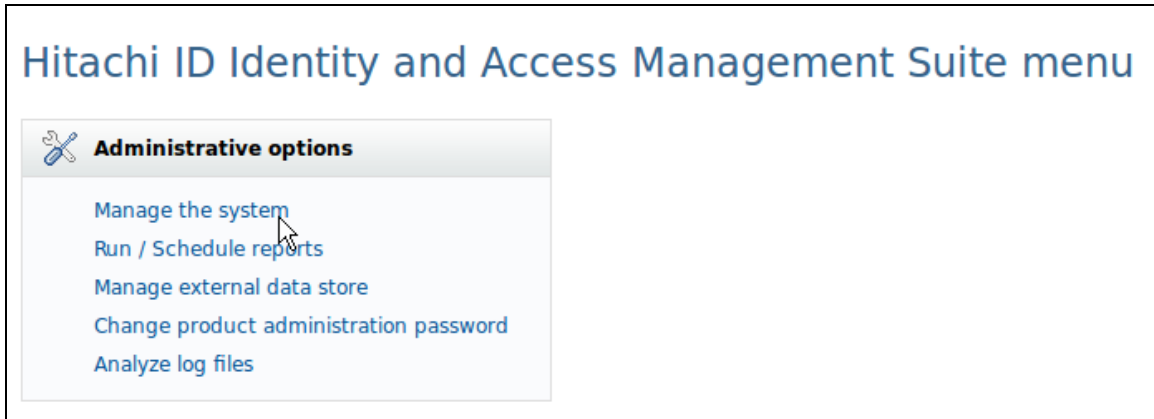 Hitachi ID Identity and Access Management Suite menu
Administrative options
Manage the system
Run / Schedule reports
Manage external data store
Change product administration password
Analyze log files